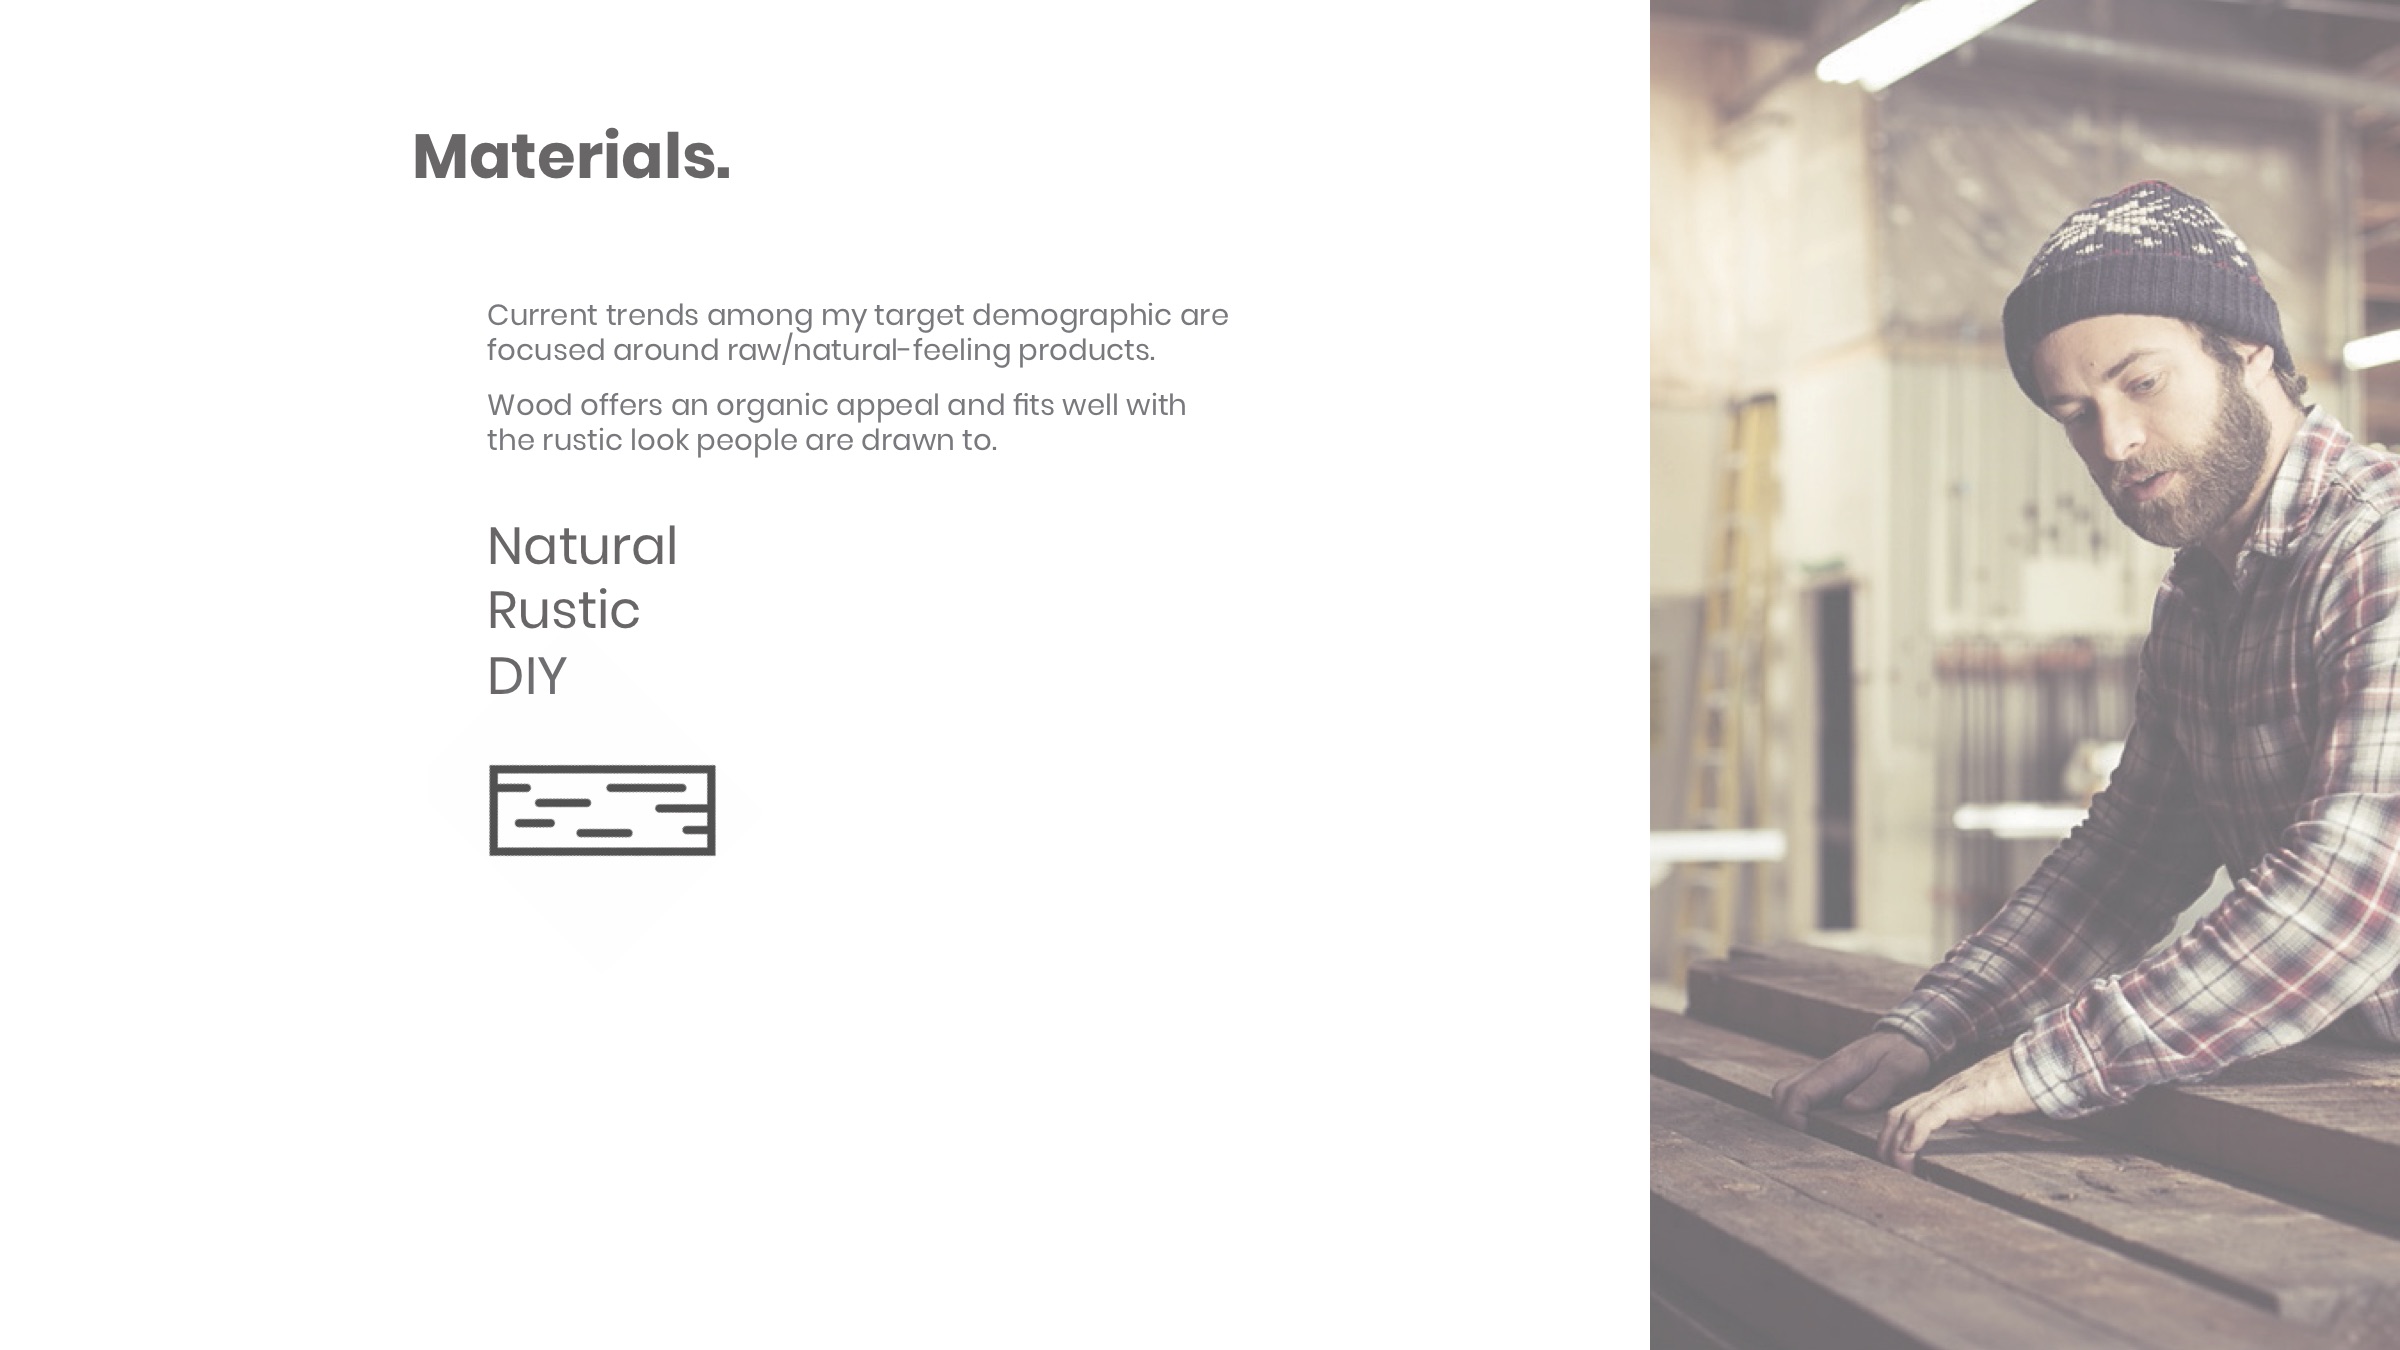 Materials.
Current trends among my target demographic are
focused around raw/natural-feeling products.
Wood offers an organic appeal and fits well with
the rustic look people are drawn to.
Natural
Rustic
DIY